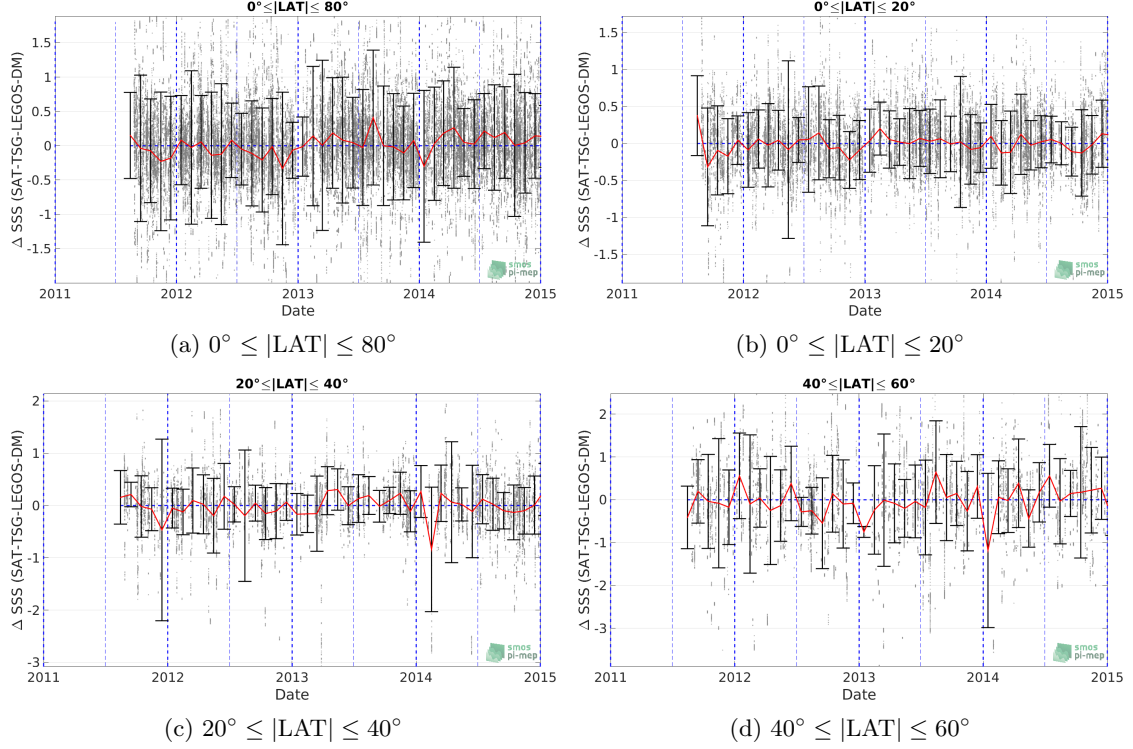 0°≤|LAT|≤ 80°
Δ SSS (SAT-TSG-LEGOS-DM)
1.5
1
0.5
0
-0.5
-1
-1.5
2011 2012 2013 2014 2015
Date
smos
pi-mep
(a) 0° ≤ |LAT| ≤ 80°
0°≤|LAT|≤ 20°
Δ SSS (SAT-TSG-LEGOS-DM)
1.5
1
0.5
0
-0.5
-1
-1.5
2011 2012 2013 2014 2015
Date
smos
pi-mep
(b) 0° ≤ |LAT| ≤ 20°
20°≤|LAT|≤ 40°
Δ SSS (SAT-TSG-LEGOS-DM)
2
1
0
-1
-2
-3
2011 2012 2013 2014 2015
Date
smos
pi-mep
(c) 20° ≤ |LAT| ≤ 40°
40°≤|LAT|≤ 60°
Δ SSS (SAT-TSG-LEGOS-DM)
2
1
0
-1
-2
-3
2011 2012 2013 2014 2015
Date
smos
pi-mep
(d) 40° ≤ |LAT| ≤ 60°